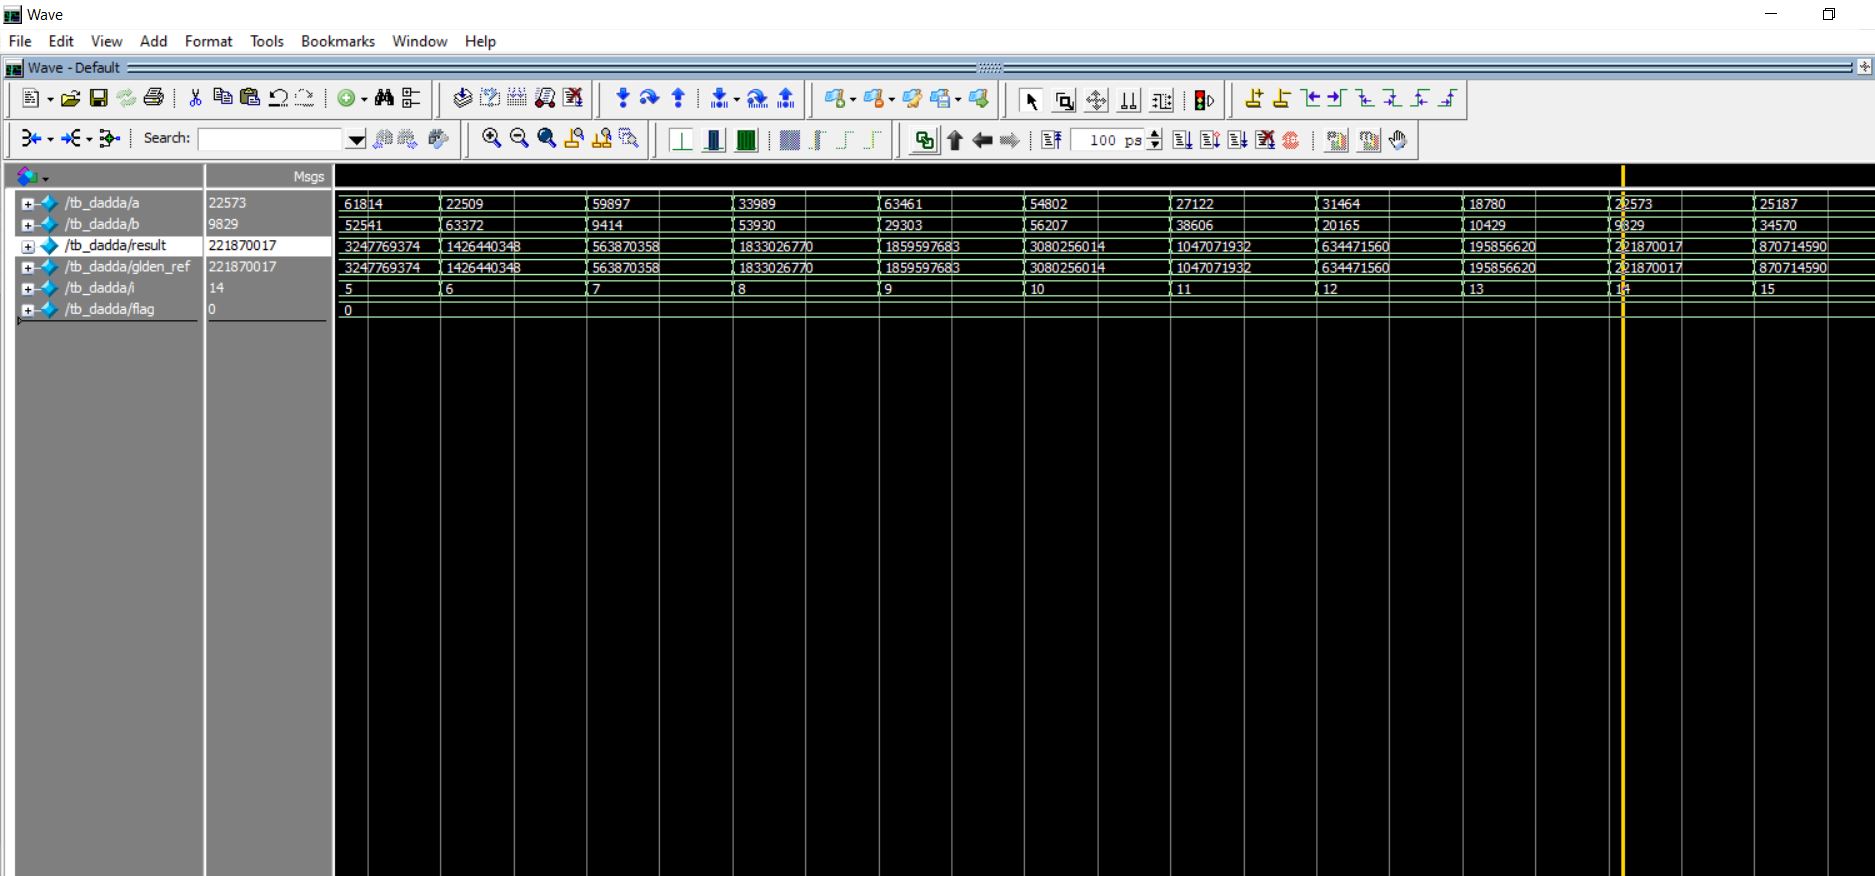 Wave
File Edit View Add Format Tools Bookmarks Window Help
Wave - Default
Search: 100 ps
Msgs
/tb_dadda/a 22573 61814 22509 59897 33989 63461 54802 27122 31464 18780 22573 25187
/tb_dadda/b 9829 52541 63372 9414 53930 29303 56207 38606 20165 10429 9829 34570
/tb_dadda/result 221870017 3247769374 1426440348 563870358 1833026770 1859597683 3080256014 1047071932 634471560 195856620 221870017 870714590
/tb_dadda/glden_ref 221870017 3247769374 1426440348 563870358 1833026770 1859597683 3080256014 1047071932 634471560 195856620 221870017 870714590
/tb_dadda/i 14 5 6 7 8 9 10 11 12 13 14 15
/tb_dadda/flag 0 0